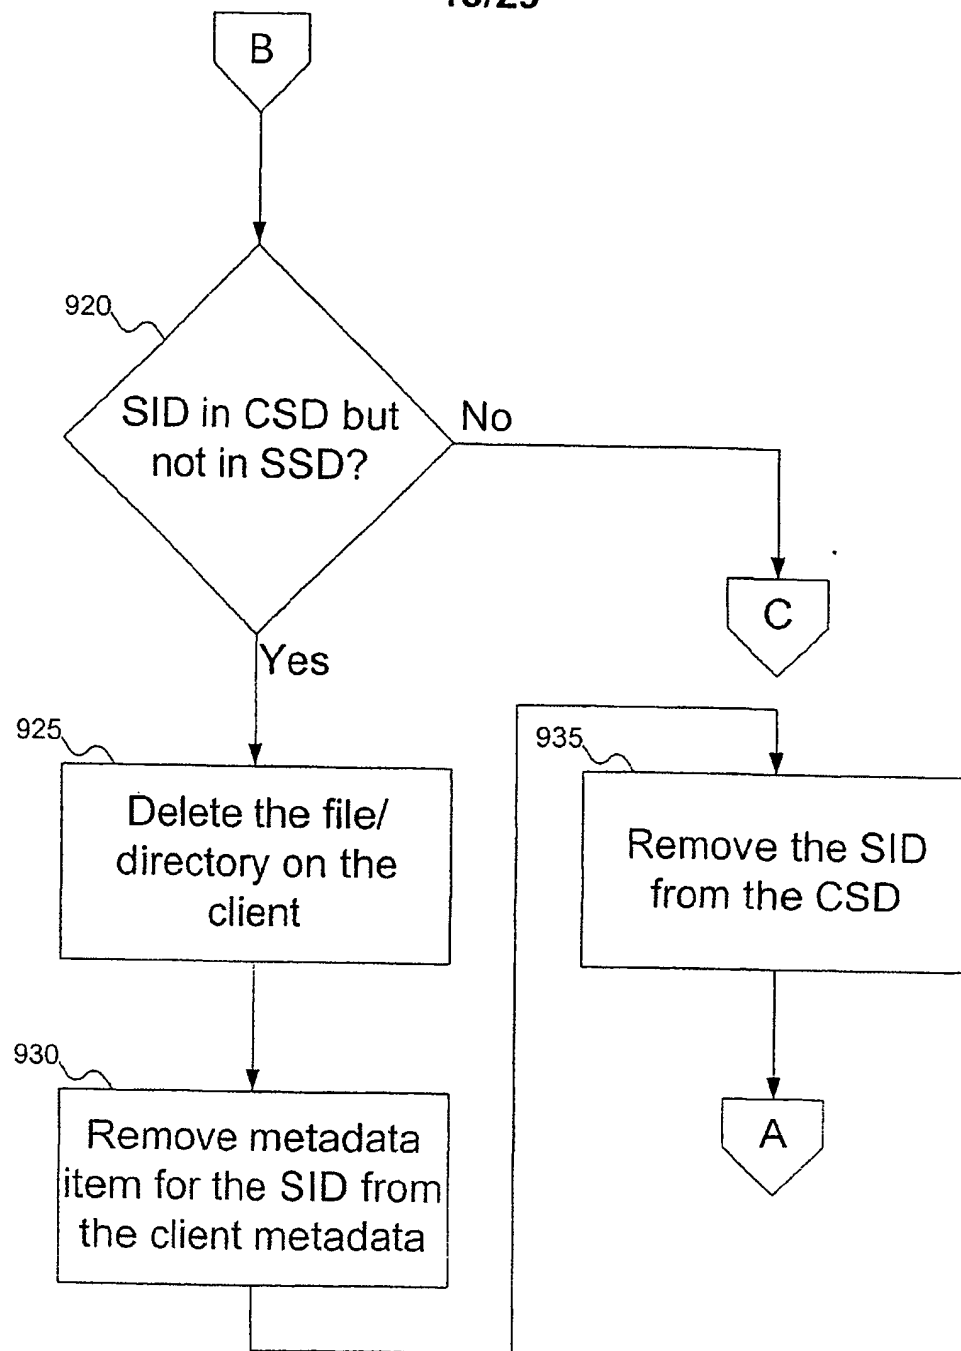 B
920
SID in CSD but
not in SSD?
No
C
Yes
925
Delete the file/
directory on the
client
935
Remove the SID
from the CSD
930
Remove metadata
item for the SID from
the client metadata
A